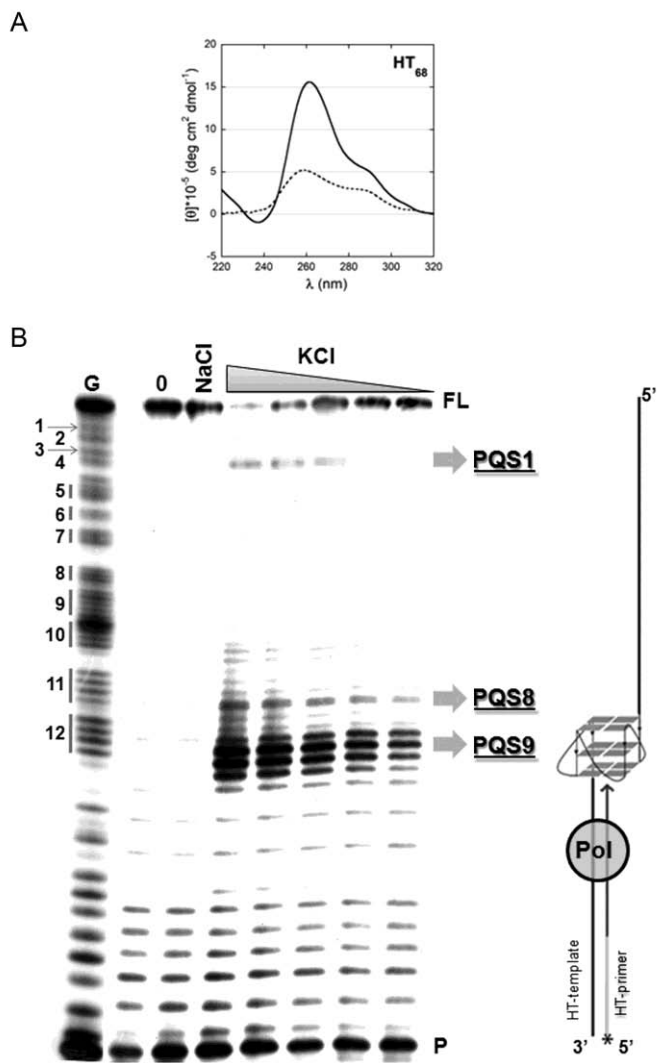 A
HT68
20
15
10
5
0
-5
[θ]*10-5 (deg cm2 dmol-1)
220 240 260 280 300 320
λ (nm)
B
G 0 NaCl KCl
FL
5'
1
2
3
4
5
6
7
8
9
10
11
12
PQS1
PQS8
PQS9
Pol
HT-template
HT-primer
P
3' * 5'